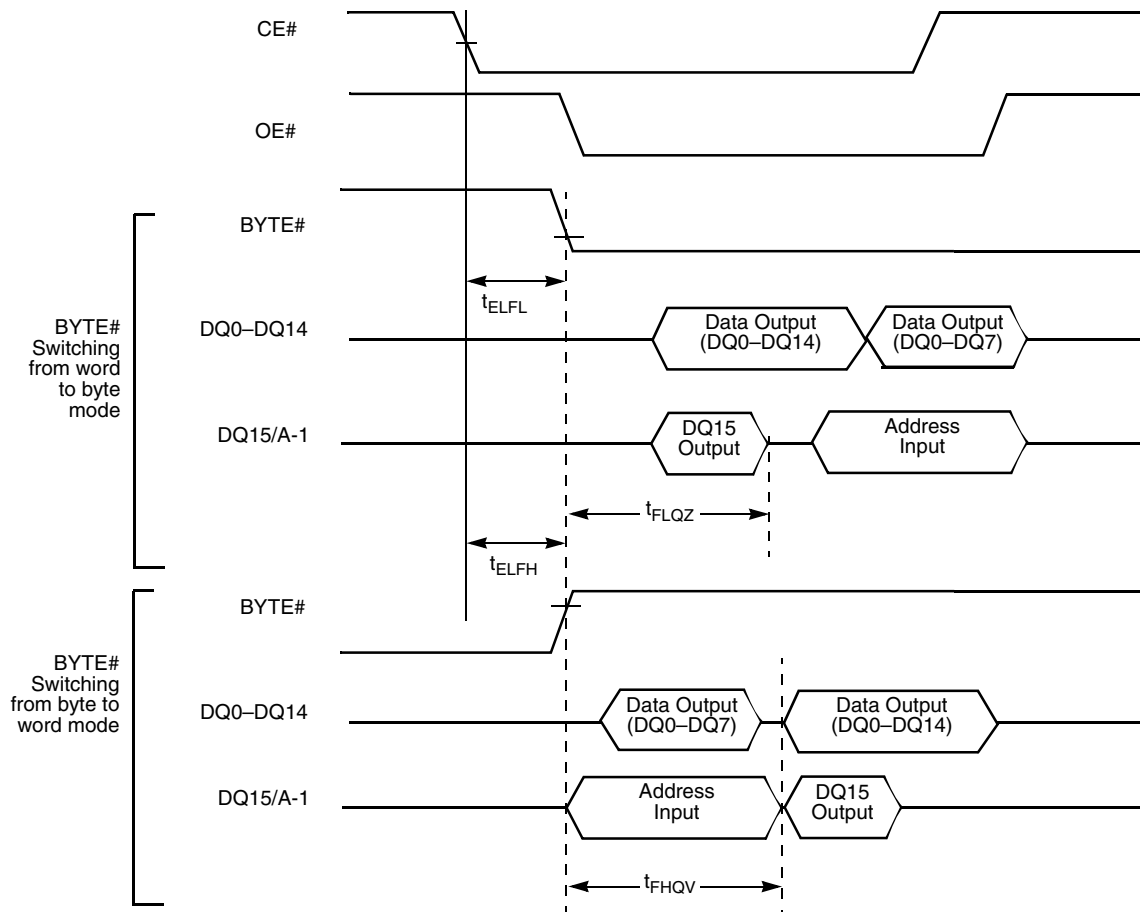 CE#
OE#
BYTE#
tELFL
BYTE#
Switching
from word
to byte
mode
DQ0–DQ14
Data Output
(DQ0–DQ14)
Data Output
(DQ0–DQ7)
DQ15/A-1
DQ15
Output
Address
Input
tFLQZ
tELFH
BYTE#
BYTE#
Switching
from byte to
word mode
DQ0–DQ14
Data Output
(DQ0–DQ7)
Data Output
(DQ0–DQ14)
DQ15/A-1
Address
Input
DQ15
Output
tFHQV